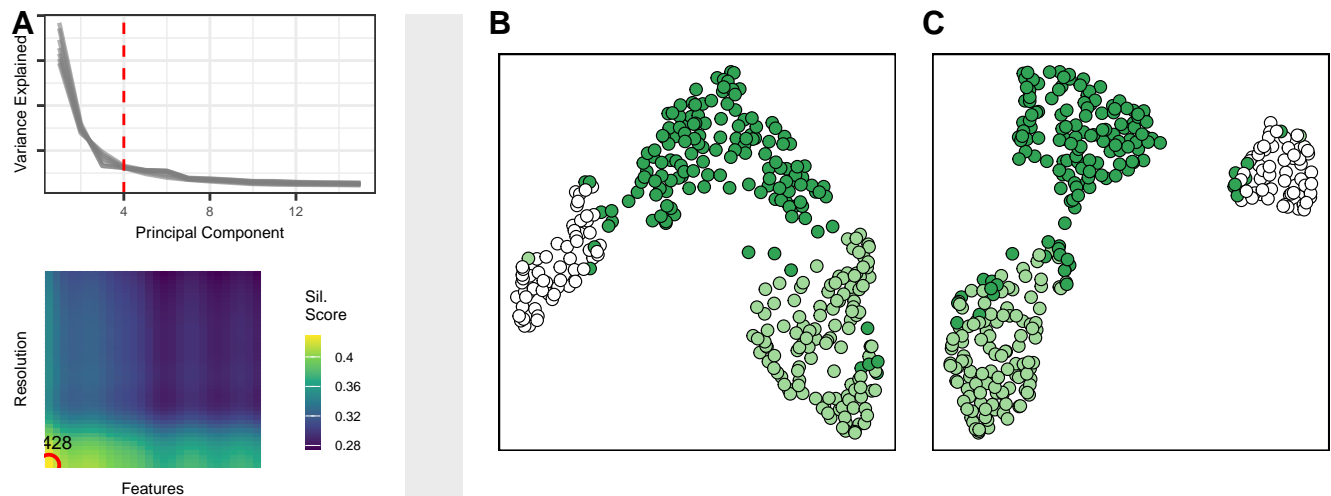 A
Variance Explained
4
8
12
Principal Component
Resolution
428
Features
Sil.
Score
0.4
0.36
0.32
0.28
B
C